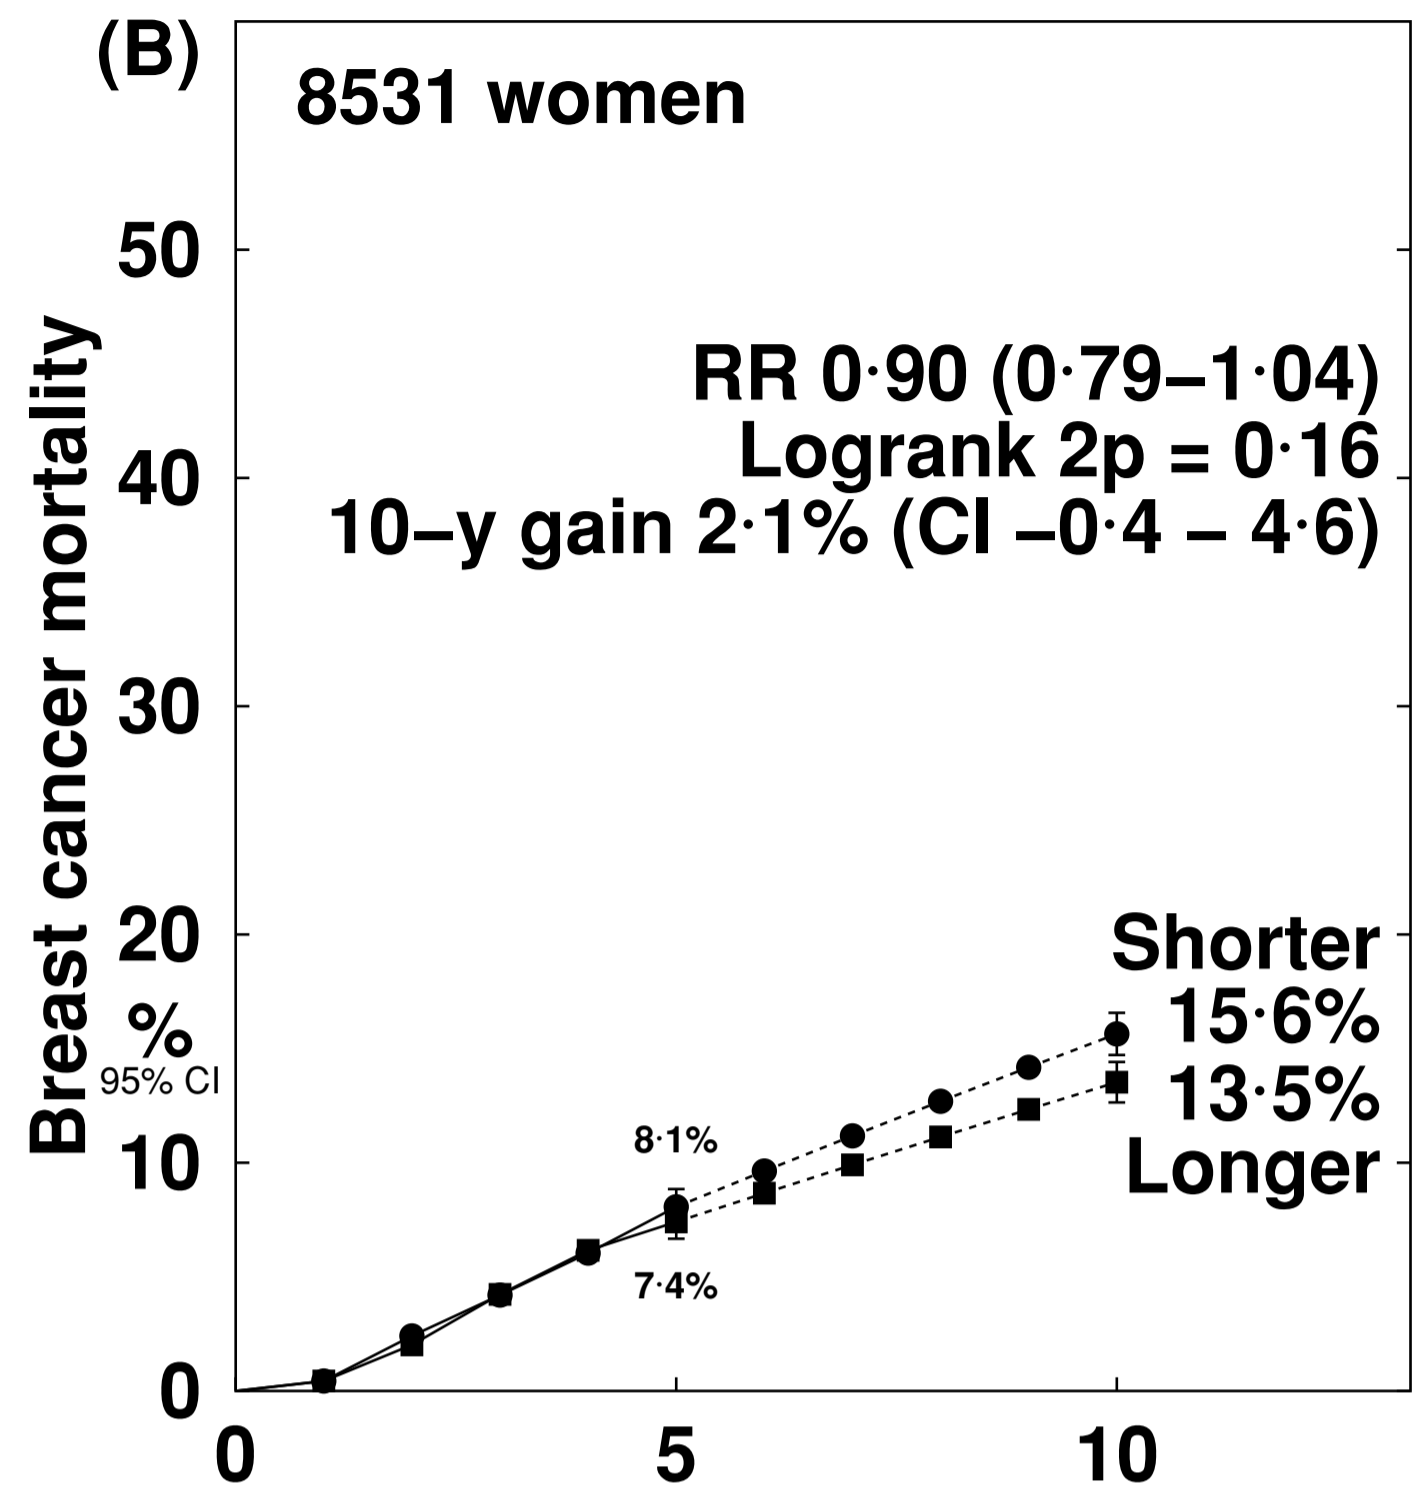 (B)
8531 women
50
RR 0·90 (0·79–1·04)
Logrank 2p = 0·16
40
10–y gain 2·1% (CI –0·4 – 4·6)
Breast cancer mortality
30
20
%
95% CI
Shorter
15·6%
13·5%
Longer
8·1%
10
7·4%
0
0 5 10